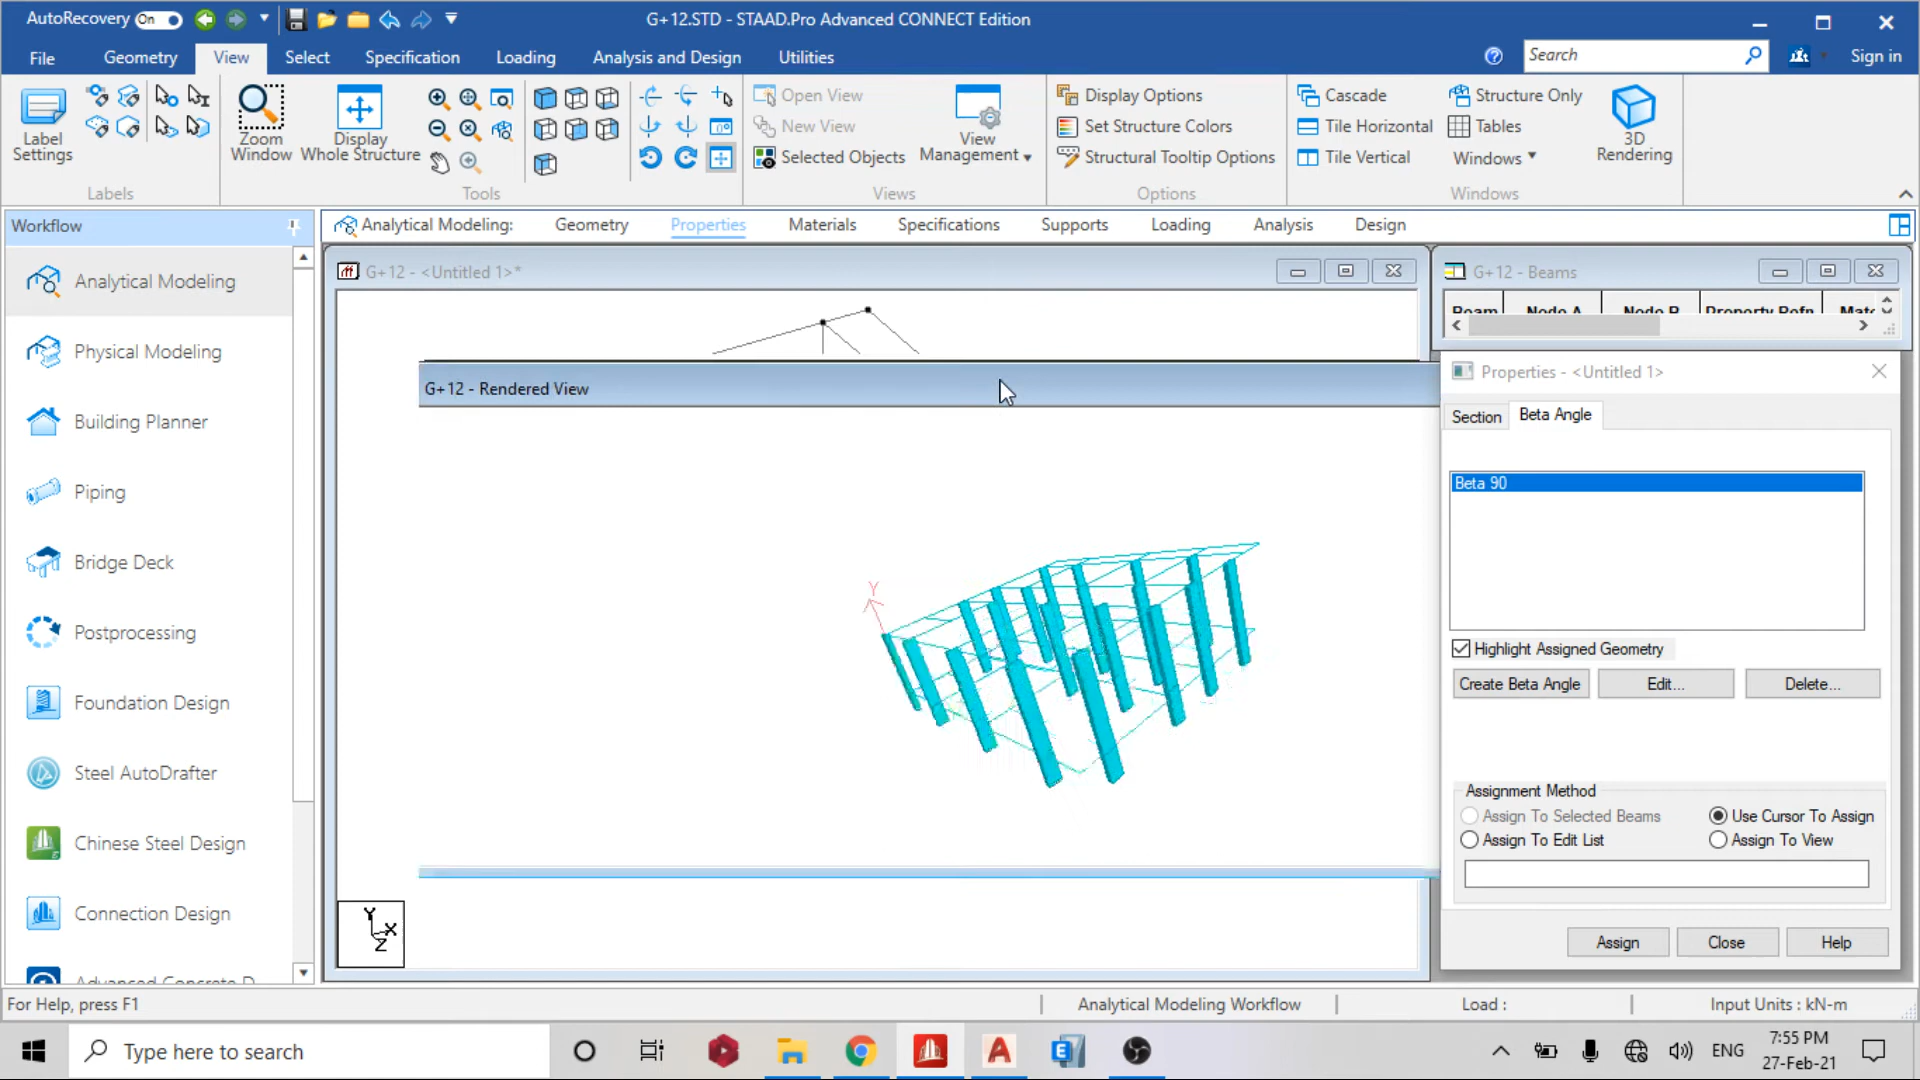 AutoRecovery On
G+12.STD - STAAD.Pro Advanced CONNECT Edition
File Geometry View Select Specification Loading Analysis and Design Utilities
Search
Sign in
Label Settings
Zoom Window
Display Whole Structure
Open View
New View
Selected Objects
View Management
Display Options
Set Structure Colors
Structural Tooltip Options
Cascade
Tile Horizontal
Tile Vertical
Structure Only
Tables
Windows
3D Rendering
Labels Tools Views Options Windows
Workflow
Analytical Modeling: Geometry Properties Materials Specifications Supports Loading Analysis Design
Analytical Modeling
Physical Modeling
Building Planner
Piping
Bridge Deck
Postprocessing
Foundation Design
Steel AutoDrafter
Chinese Steel Design
Connection Design
G+12 - <Untitled 1>*
G+12 - Rendered View
Y
Y
X
Z
G+12 - Beams
Beam Node A Node B Property Refn
Properties - <Untitled 1>
Section Beta Angle
Beta 90
Highlight Assigned Geometry
Create Beta Angle Edit... Delete...
Assignment Method
Assign To Selected Beams Use Cursor To Assign
Assign To Edit List Assign To View
Assign Close Help
For Help, press F1
Analytical Modeling Workflow
Load :
Input Units : kN-m
Type here to search
ENG
7:55 PM
27-Feb-21